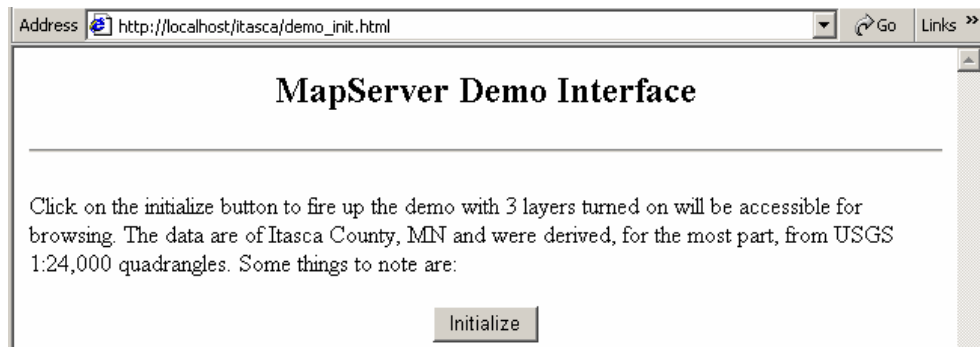 Address http://localhost/itasca/demo_init.html Go Links »
MapServer Demo Interface
Click on the initialize button to fire up the demo with 3 layers turned on will be accessible for
browsing. The data are of Itasca County, MN and were derived, for the most part, from USGS
1:24,000 quadrangles. Some things to note are:
Initialize